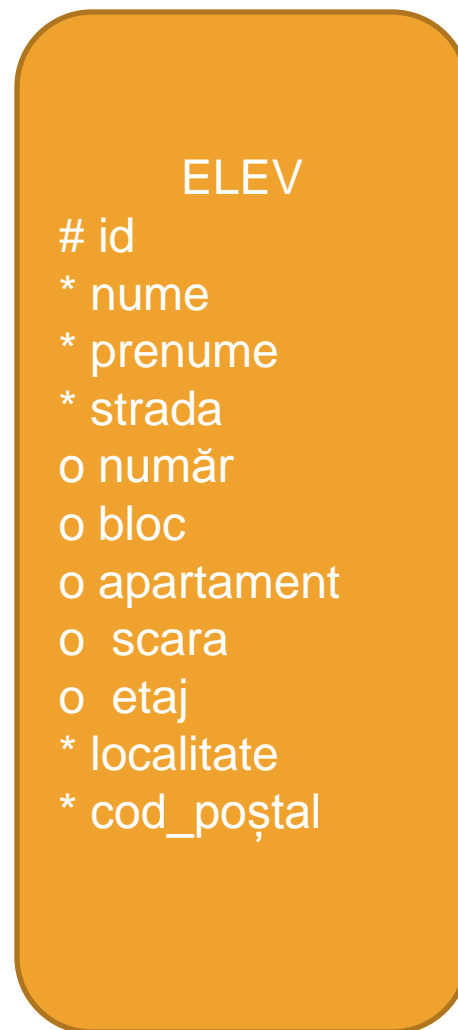 ELEV
# id
* nume
* prenume
* strada
o număr
o bloc
o apartament
o scara
o etaj
* localitate
* cod_poștal